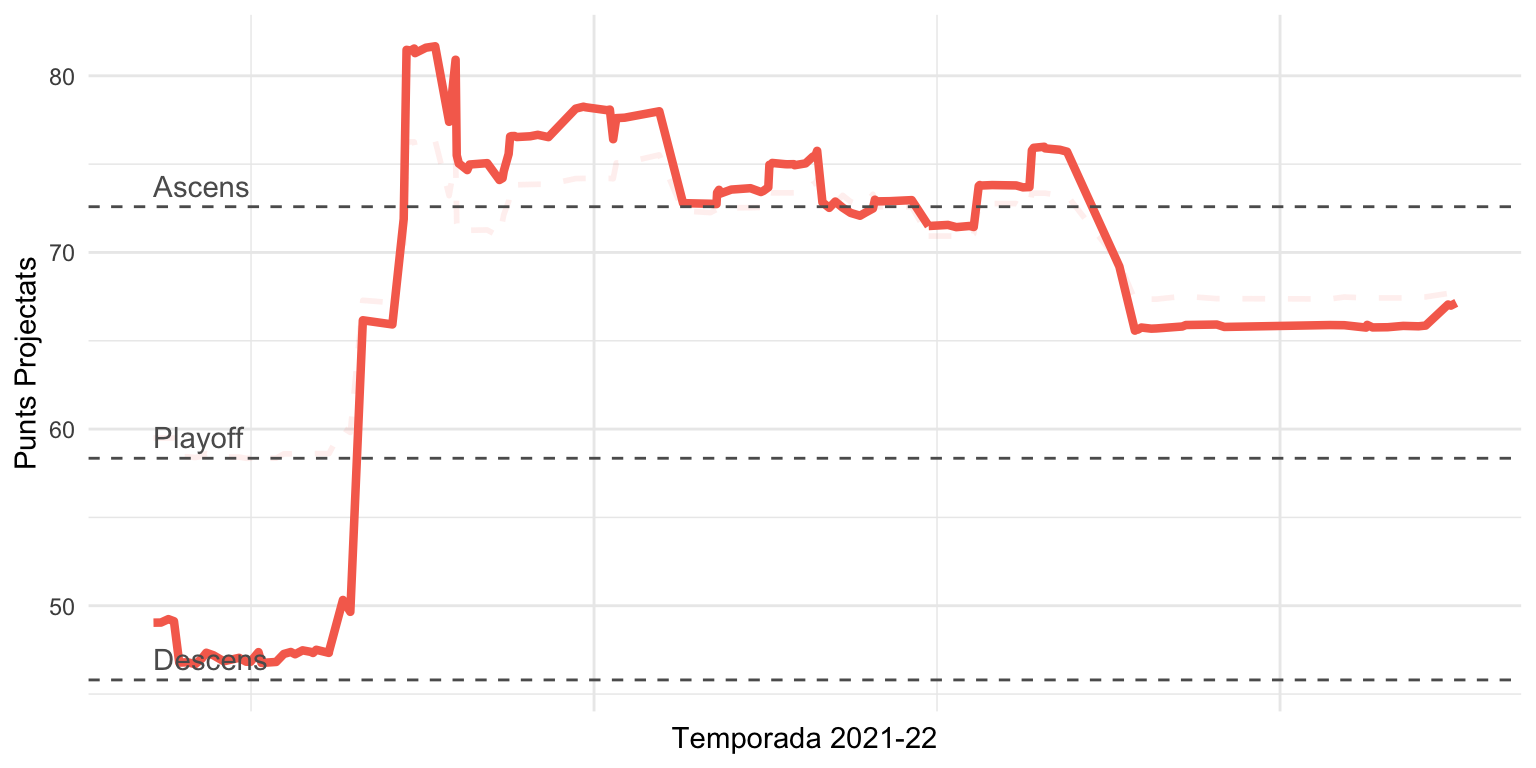 80
70
60
50
Punts Projectats
Ascens
Playoff
Descens
Temporada 2021-22